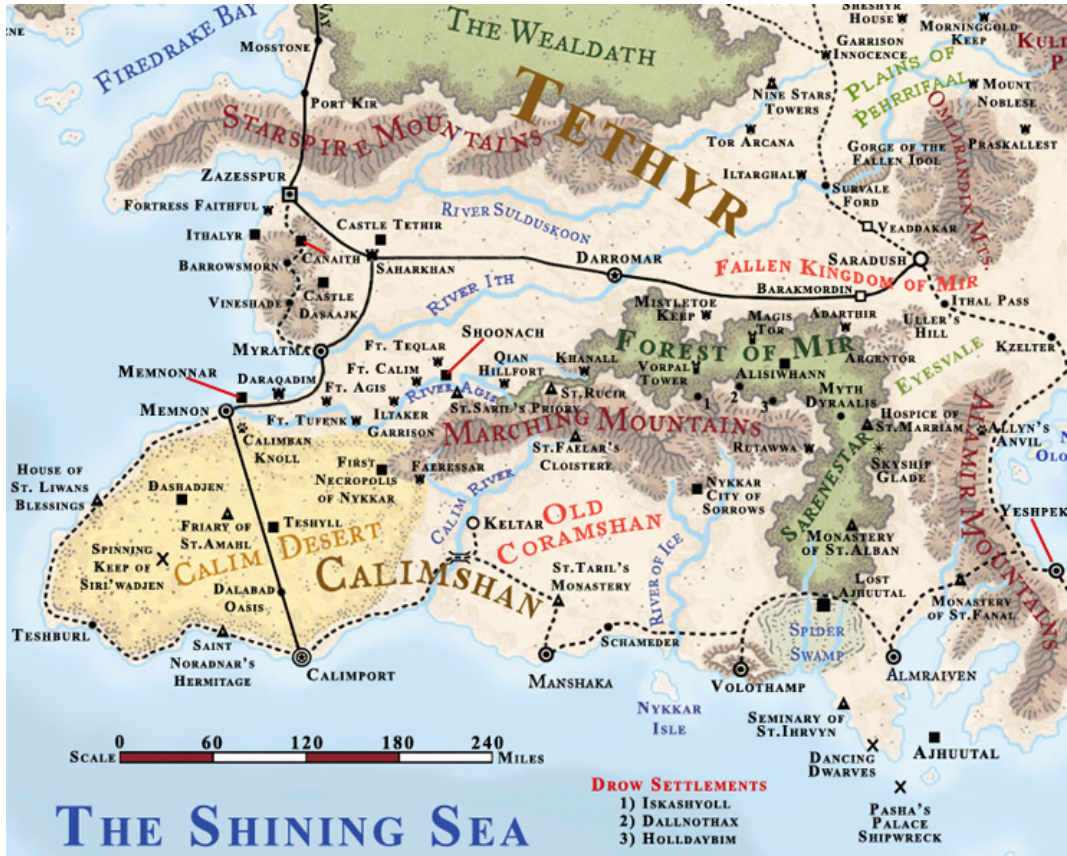 Firedrake Bay
Mosstone
Way
The Wealdath
Sheshyr
House
Morninggold
Keep
Garrison
Innocence
Plains of
Pehrrifaal
Mount
Noblese
Port Kir
Tethyr
Nine Stars
Towers
Starspire Mountains
Tor Arcana
Omlarandin Mts.
Praskallest
Gorge of the
Fallen Idol
Zazesspur
Iltarghal
Survale
Ford
Fortress Faithful
River Sulduskoon
Castle Tethir
Ithalyr
Canaith
Saharkhan
Veaddakar
Saradush
Barrowsmorn
Darromar
Fallen Kingdom of Mir
Castle
Dasaajk
River Ith
Barakmordin
Vineshade
Mistletoe
Keep
Magis
Tor
Adarthir
Ithal Pass
Uller's
Hill
Shoonach
Myratma
Ft. Teqlar
Forest of Mir
Argentor
Kzelter
Qian
Hillfort
Khanall
Vorpal
Tower
Alisiwhann
Eyesvale
Memnonnar
Daraqadim
Ft. Calim
Ft. Agis
River Agis
St.Rucir
1
2
3
Myth
Dyraalis
Memnon
Ft. Tufenk
Iltaker
Garrison
St.Saril's Priory
Marching Mountains
Hospice of
St.Marriam
Allyn's
Anvil
Calimban
Knoll
St.Faelar's
Cloistere
Rutawwa
Skyship
Glade
House of
St. Liwans
Blessings
Dashadjen
First
Necropolis
of Nykkar
Faeressar
Calim River
Nykkar
City of
Sorrows
Sarenestar
Alamir Mountains
Yeshpek
Friary of
St.Amahl
Teshyll
Keltar
Old
Coramshan
Monastery
of St.Alban
Spinning
Keep of
Siri'wadjen
Calim Desert
Calimshan
St.Taril's
Monastery
River of Ice
Lost
Ajhuutal
Dalabad
Oasis
Monastery
of St.Fanal
Teshburl
Saint
Noradnar's
Hermitage
Calimport
Schameder
Spider
Swamp
Manshaka
Volothamp
Almraiven
Nykkar
Isle
Seminary of
St.Ihrvyn
Dancing
Dwarves
Ajhuutal
Pasha's
Palace
Shipwreck
0 60 120 180 240
Scale Miles
The Shining Sea
Drow Settlements
1) Iskashyoll
2) Dallnothax
3) Holldaybim